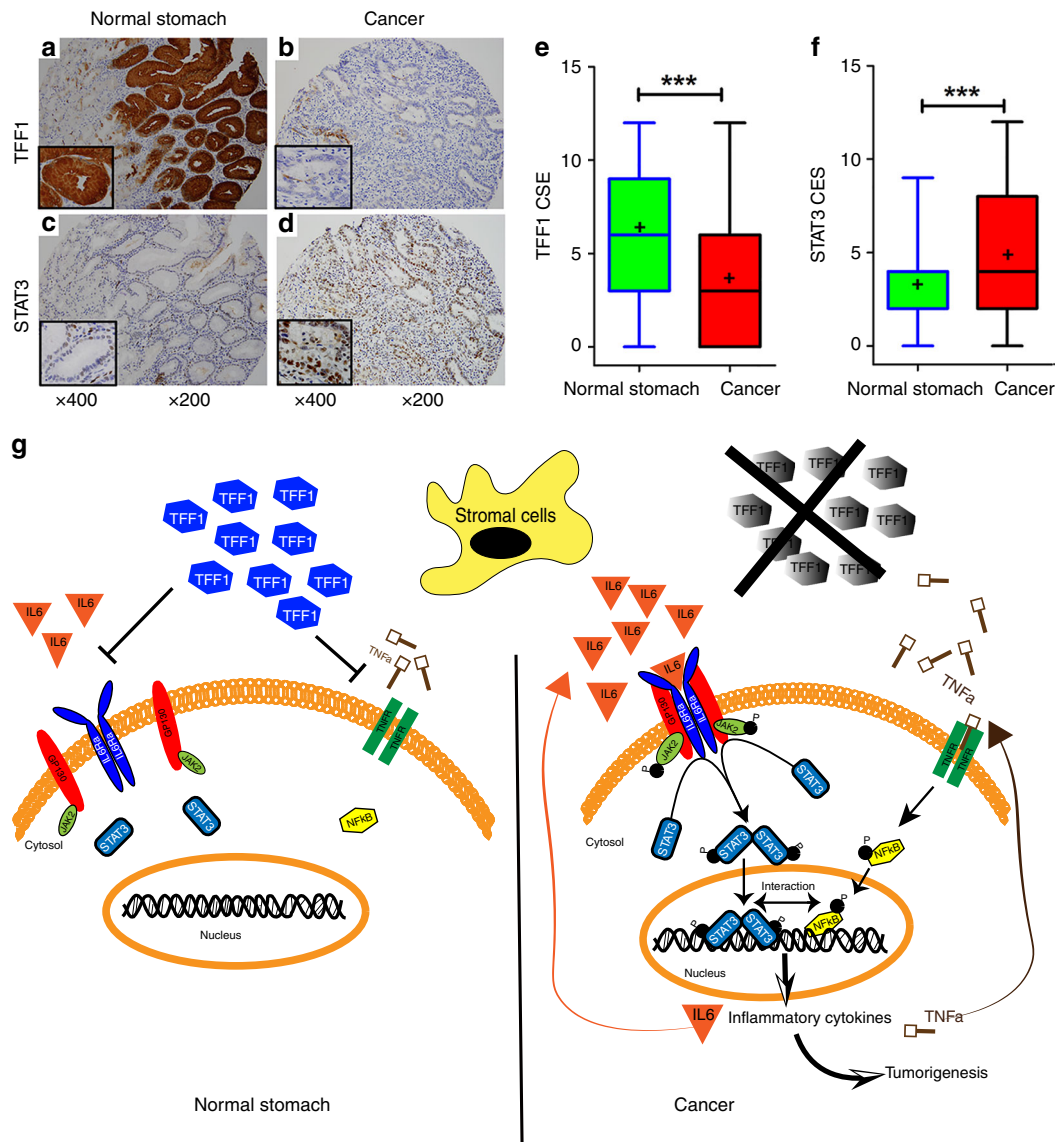 Normal stomach
Cancer
a
b
TFF1
c
d
STAT3
×400
×200
×400
×200
e
***
15
10
5
0
TFF1 CSE
Normal stomach
Cancer
f
***
15
10
5
0
STAT3 CES
Normal stomach
Cancer
g
TFF1
TFF1
TFF1
TFF1
TFF1
TFF1
TFF1
TFF1
TFF1
TFF1
IL6
IL6
IL6
TNFa
GP130
JAK2
IL6Ra
IL6Ra
GP130
JAK2
TNFR
TNFR
STAT3
STAT3
NFkB
Cytosol
Nucleus
Normal stomach
Stromal cells
TFF1
TFF1
TFF1
TFF1
TFF1
TFF1
TFF1
TFF1
TFF1
TFF1
IL6
IL6
IL6
IL6
IL6
IL6
IL6
IL6
TNFa
GP130
IL6Ra
IL6Ra
JAK2
P
JAK2
P
TNFR
TNFR
STAT3
STAT3
Cytosol
P
STAT3
STAT3
P
P
NFkB
Interaction
P
STAT3
STAT3
P
NFkB
P
Nucleus
IL6
Inflammatory cytokines
TNFa
Tumorigenesis
Cancer